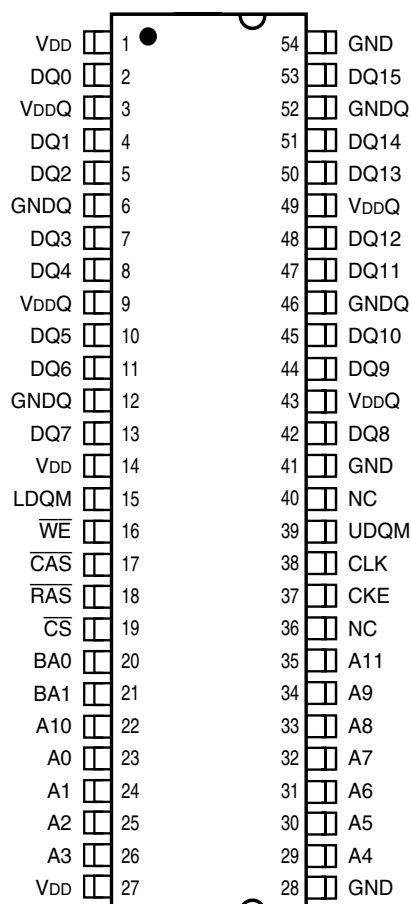 VDD 1 54 GND
DQ0 2 53 DQ15
VDDQ 3 52 GNDQ
DQ1 4 51 DQ14
DQ2 5 50 DQ13
GNDQ 6 49 VDDQ
DQ3 7 48 DQ12
DQ4 8 47 DQ11
VDDQ 9 46 GNDQ
DQ5 10 45 DQ10
DQ6 11 44 DQ9
GNDQ 12 43 VDDQ
DQ7 13 42 DQ8
VDD 14 41 GND
LDQM 15 40 NC
W̅E̅ 16 39 UDQM
C̅A̅S̅ 17 38 CLK
R̅A̅S̅ 18 37 CKE
C̅S̅ 19 36 NC
BA0 20 35 A11
BA1 21 34 A9
A10 22 33 A8
A0 23 32 A7
A1 24 31 A6
A2 25 30 A5
A3 26 29 A4
VDD 27 28 GND